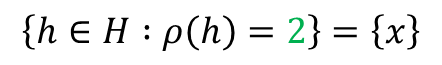 {h ∈ H : ρ(h) = 2} = {x}